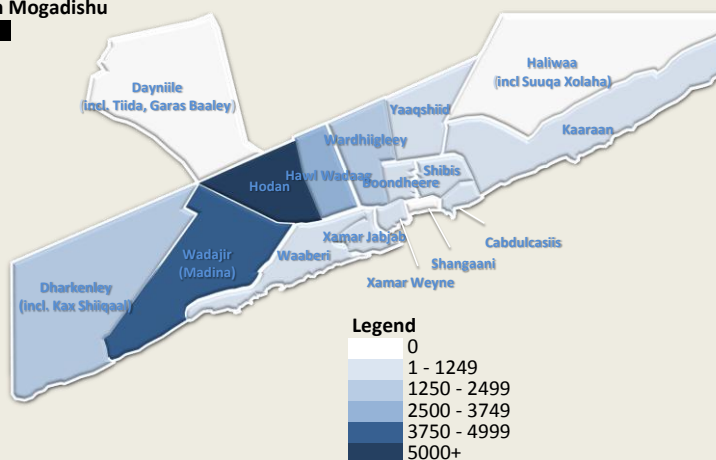 Mogadishu
Dayniile
(incl. Tiida, Garas Baaley)
Haliwaa
(incl Suuqa Xolaha)
Yaaqshiid
Kaaraan
Wardhiigleey
Shibis
Hawl Wadaag
Boondheere
Hodan
Xamar Jabjab
Cabdulcasiis
Wadajir
(Madina)
Waaberi
Shangaani
Xamar Weyne
Dharkenley
(incl. Kax Shiiqaal)
Legend
0
1 - 1249
1250 - 2499
2500 - 3749
3750 - 4999
5000+